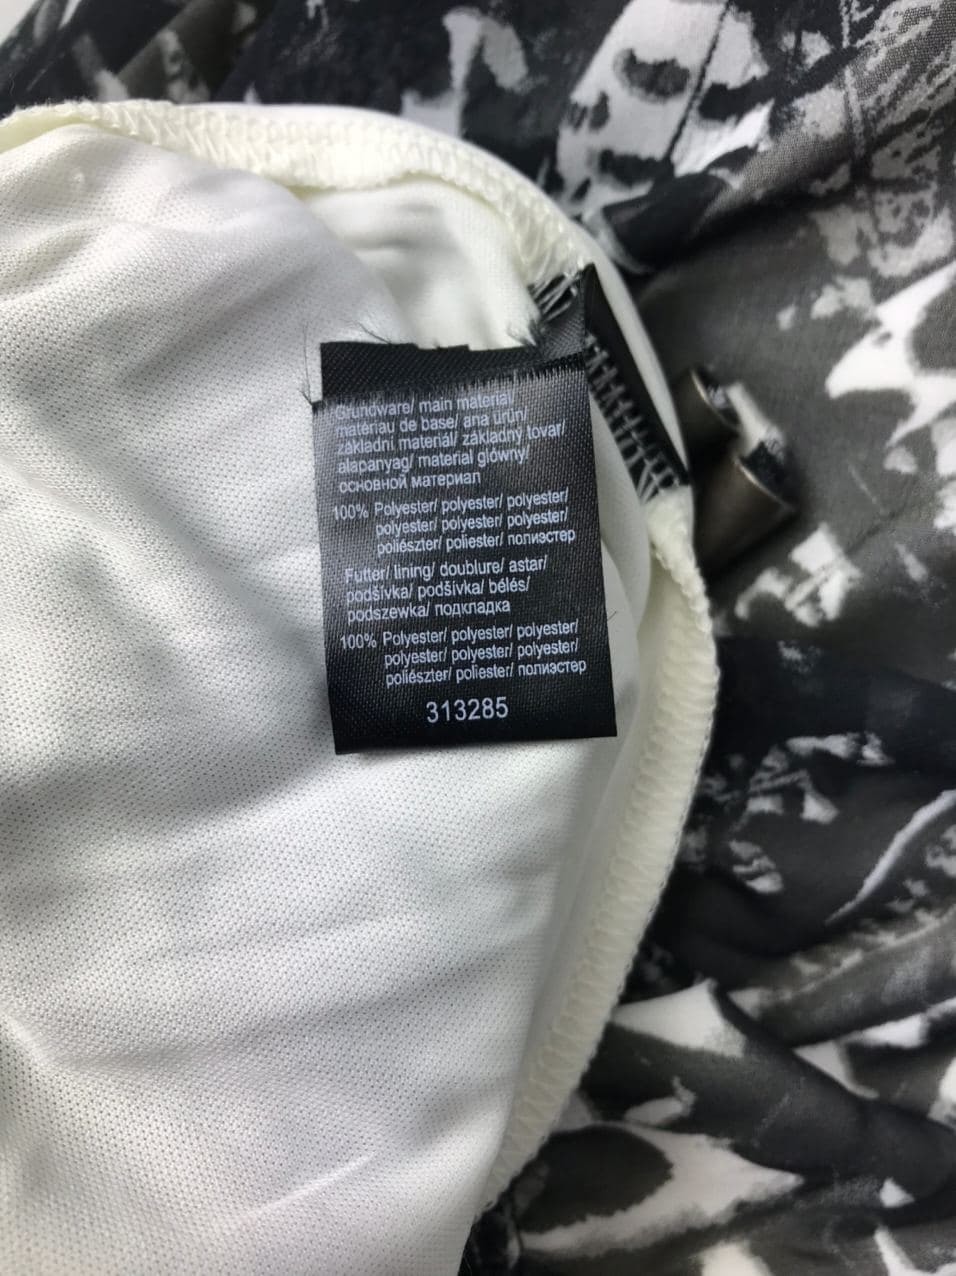 Grundware/ main material/
matériau de base/ ana ürün/
základní materiál/ základný tovar/
alapanyag/ materiał główny/
основной материал
100% Polyester/ polyester/ polyester/
polyester/ polyester/ polyester/
poliészter/ poliester/ полиэстер
Futter/ lining/ doublure/ astar/
podšívka/ podšívka/ bélés/
podszewka/ подкладка
100% Polyester/ polyester/ polyester/
polyester/ polyester/ polyester/
poliészter/ poliester/ полиэстер
313285